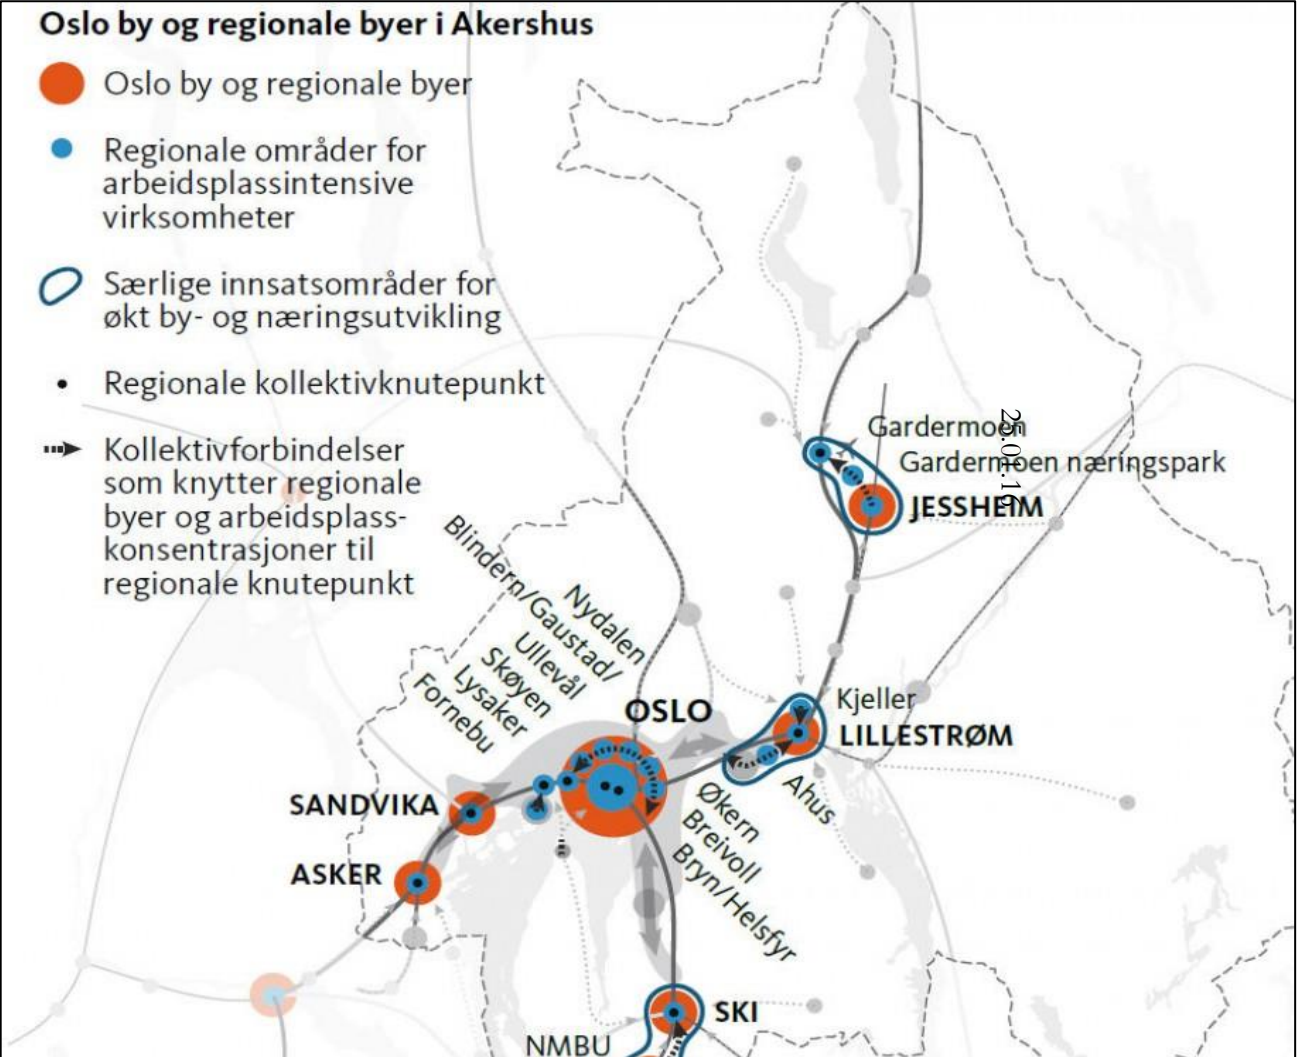 Oslo by og regionale byer i Akershus
Oslo by og regionale byer
Regionale områder for
arbeidsplassintensive
virksomheter
Særlige innsatsområder for
økt by- og næringsutvikling
Regionale kollektivknutepunkt
Kollektivforbindelser
som knytter regionale
byer og arbeidsplass-
konsentrasjoner til
regionale knutepunkt
Gardermoen
Gardermoen næringspark
JESSHEIM
25.01.16
Nydalen
Blindern/Gaustad/
Ullevål
Skøyen
Lysaker
Fornebu
OSLO
Kjeller
LILLESTRØM
Ahus
Økern
Breivoll
Bryn/Helsfyr
SANDVIKA
ASKER
SKI
NMBU